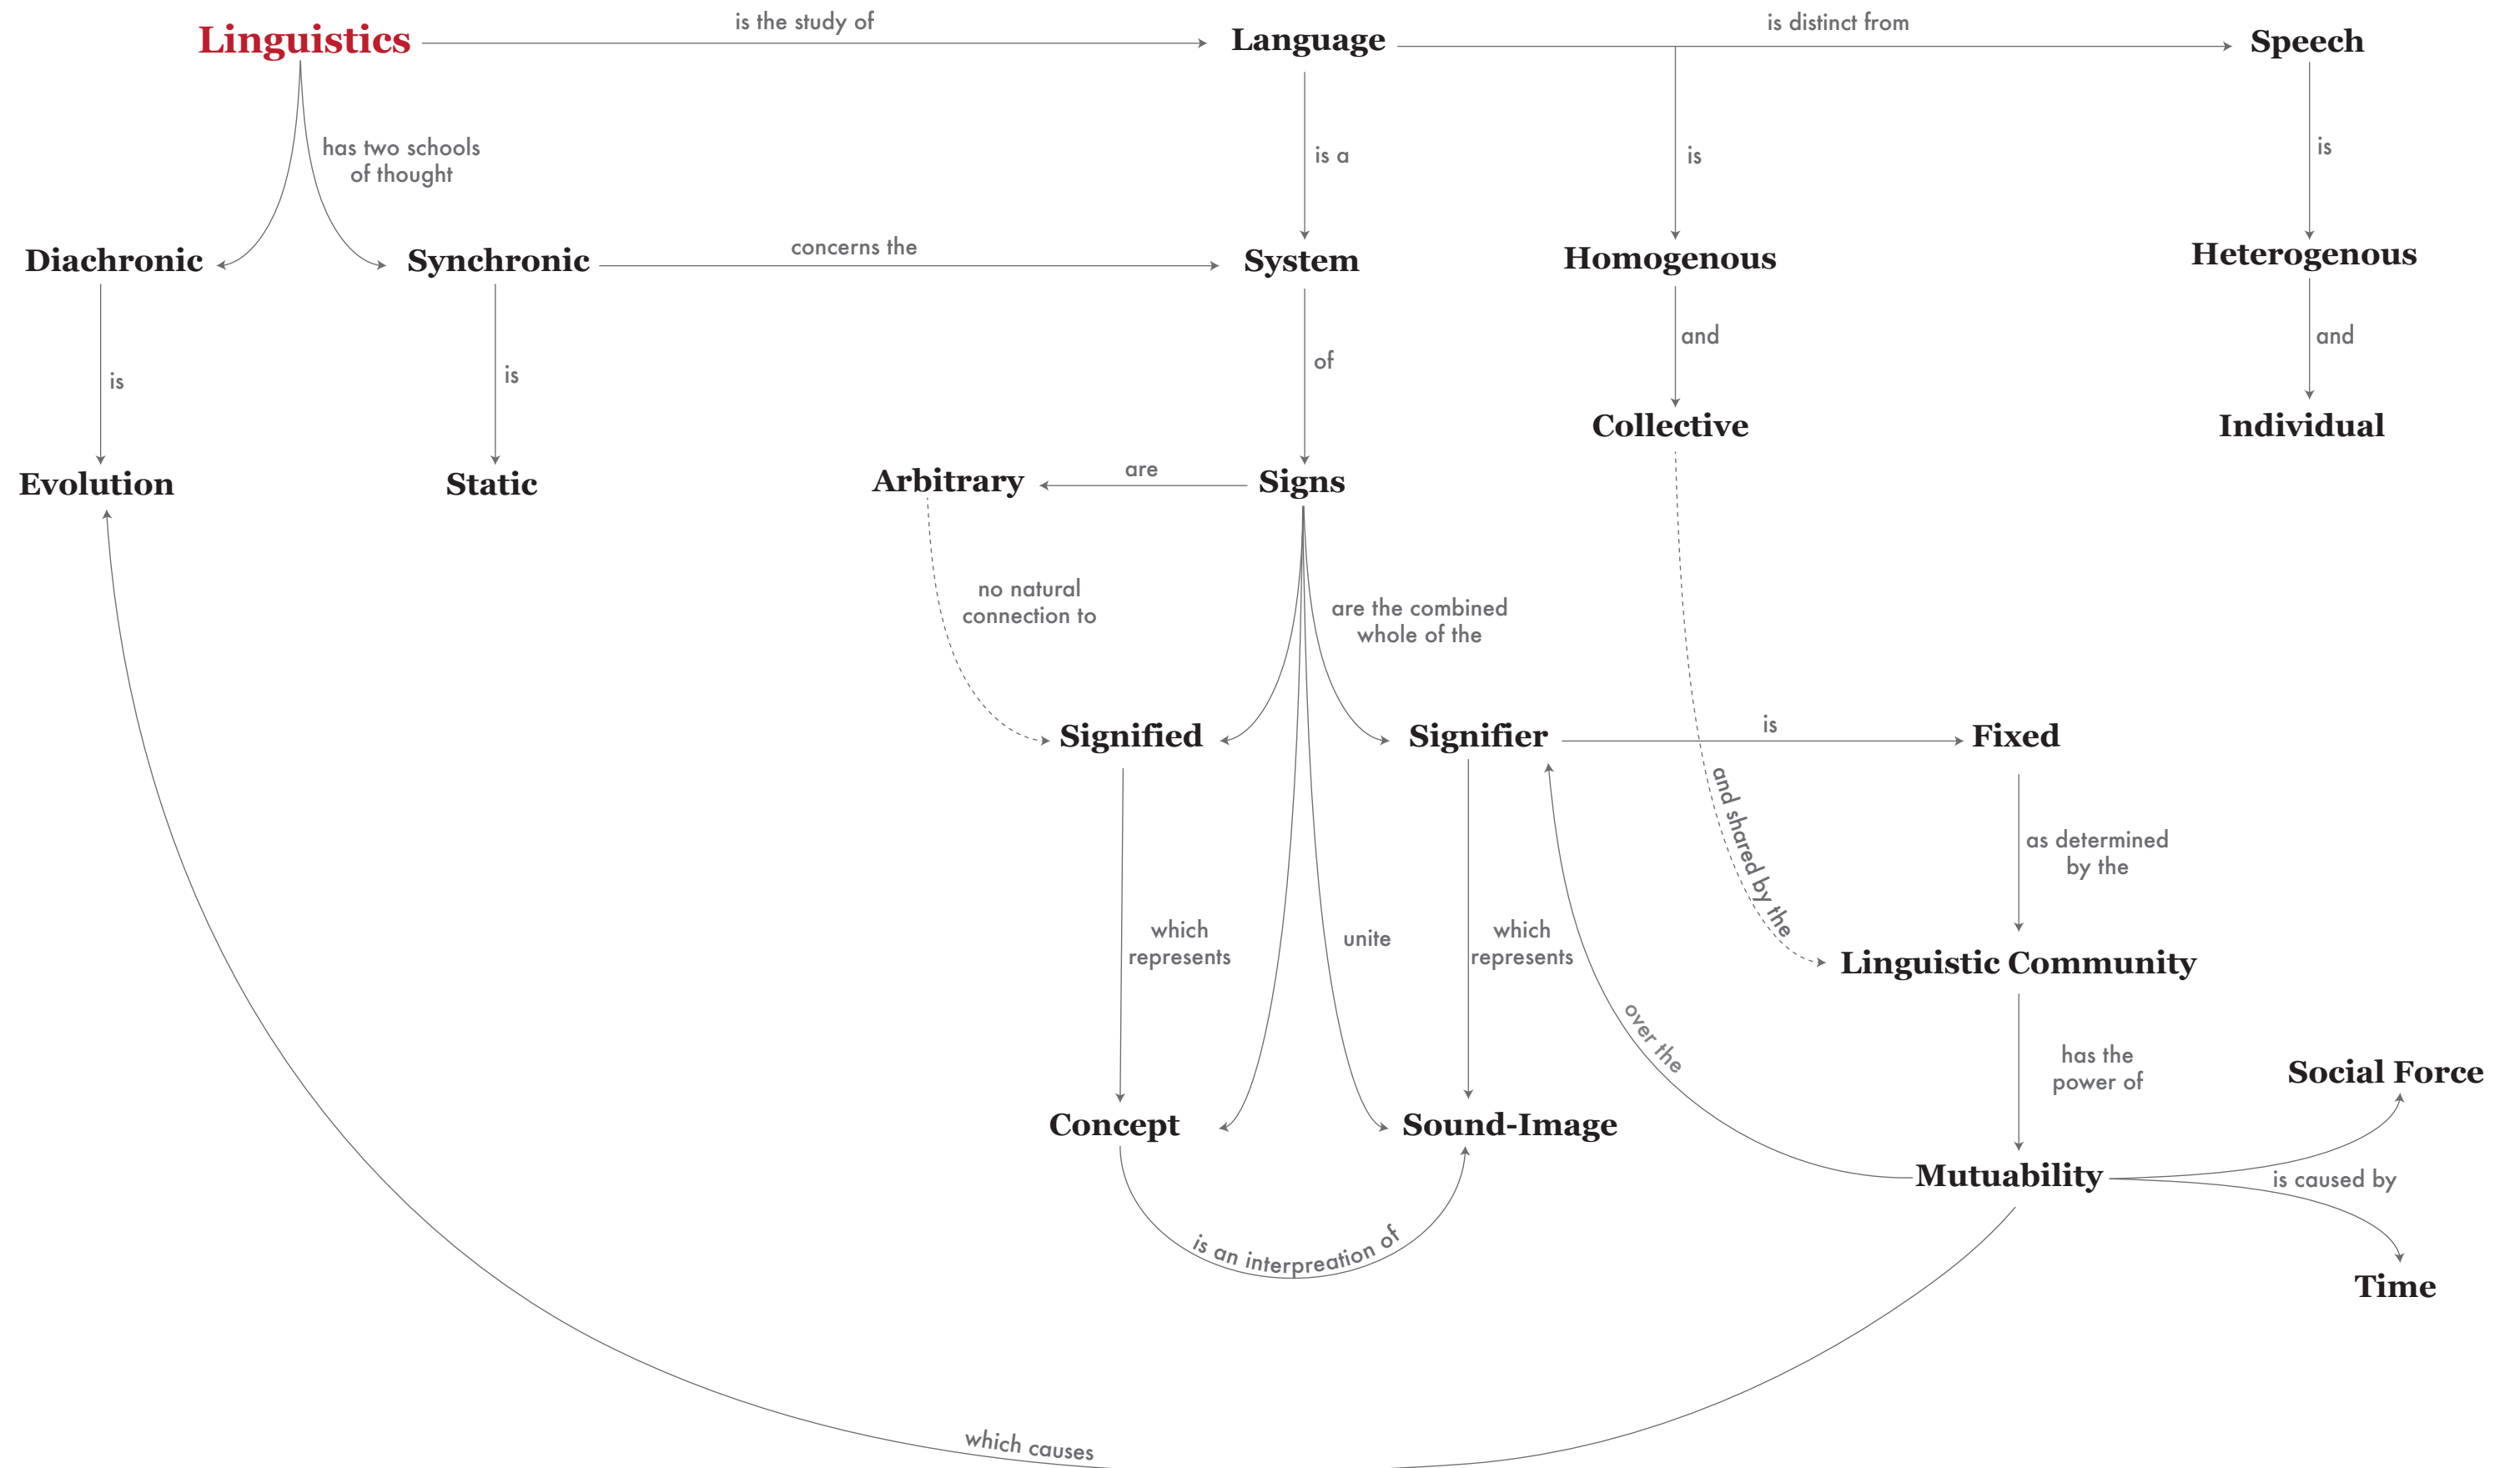 Linguistics
is the study of
Language
is distinct from
Speech
has two schools
of thought
is a
is
is
Diachronic
Synchronic
concerns the
System
Homogenous
Heterogenous
is
is
of
and
and
Collective
Individual
Evolution
Static
Arbitrary
are
Signs
no natural
connection to
are the combined
whole of the
Signified
Signifier
is
Fixed
and shared by the
as determined
by the
which
represents
unite
which
represents
Linguistic Community
over the
has the
power of
Social Force
Concept
Sound-Image
Mutuability
is caused by
is an interpreation of
Time
which causes